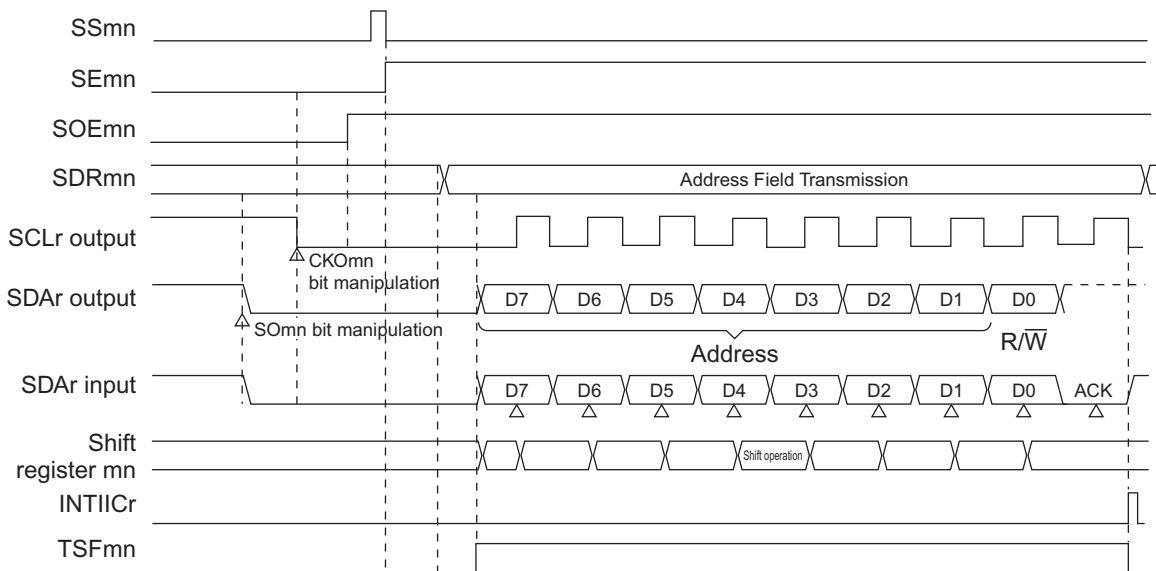 SSmn
SEmn
SOEmn
SDRmn
Address Field Transmission
SCLr output
CKOmn
bit manipulation
SDAr output
D7 D6 D5 D4 D3 D2 D1 D0
SOmn bit manipulation
Address
R/W̅
SDAr input
D7 D6 D5 D4 D3 D2 D1 D0 ACK
Shift
register mn
Shift operation
INTIICr
TSFmn